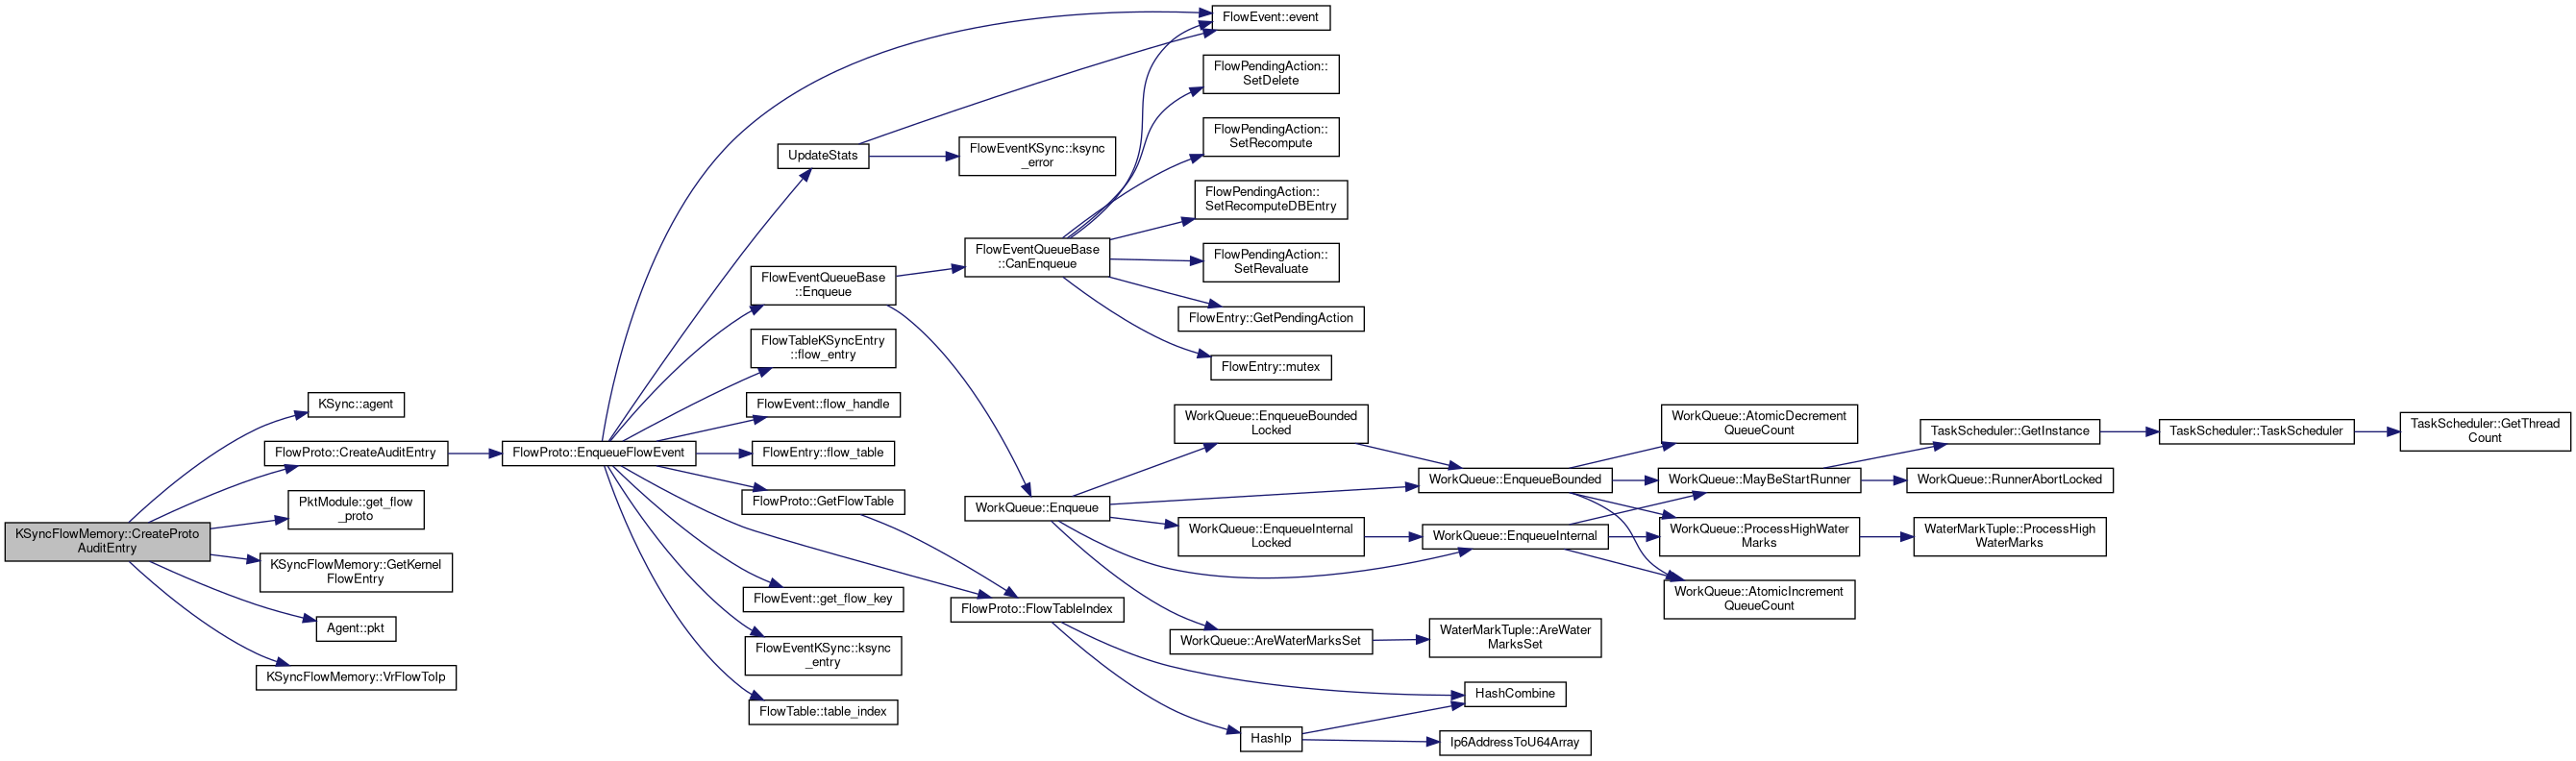 KSyncFlowMemory::CreateProto
AuditEntry
KSync::agent
FlowProto::CreateAuditEntry
PktModule::get_flow
_proto
KSyncFlowMemory::GetKernel
FlowEntry
Agent::pkt
KSyncFlowMemory::VrFlowToIp
FlowProto::EnqueueFlowEvent
UpdateStats
FlowEventQueueBase
::Enqueue
FlowTableKSyncEntry
::flow_entry
FlowEvent::flow_handle
FlowEntry::flow_table
FlowProto::GetFlowTable
FlowEvent::get_flow_key
FlowEventKSync::ksync
_entry
FlowTable::table_index
FlowEventKSync::ksync
_error
FlowEventQueueBase
::CanEnqueue
WorkQueue::Enqueue
FlowProto::FlowTableIndex
FlowEvent::event
FlowPendingAction::
SetDelete
FlowPendingAction::
SetRecompute
FlowPendingAction::
SetRecomputeDBEntry
FlowPendingAction::
SetRevaluate
FlowEntry::GetPendingAction
FlowEntry::mutex
WorkQueue::EnqueueBounded
Locked
WorkQueue::EnqueueInternal
Locked
WorkQueue::AreWaterMarksSet
HashIp
WorkQueue::EnqueueBounded
WorkQueue::EnqueueInternal
WaterMarkTuple::AreWater
MarksSet
HashCombine
Ip6AddressToU64Array
WorkQueue::AtomicDecrement
QueueCount
WorkQueue::MayBeStartRunner
WorkQueue::ProcessHighWater
Marks
WorkQueue::AtomicIncrement
QueueCount
TaskScheduler::GetInstance
WorkQueue::RunnerAbortLocked
WaterMarkTuple::ProcessHigh
WaterMarks
TaskScheduler::TaskScheduler
TaskScheduler::GetThread
Count